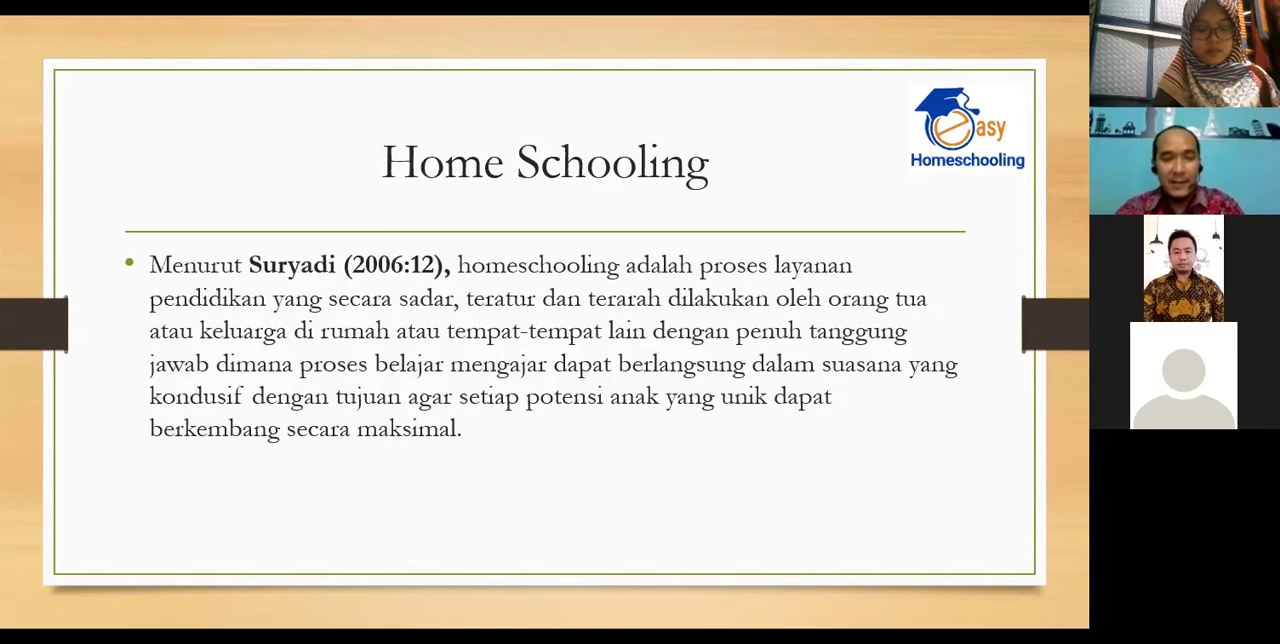 easy
Homeschooling
Home Schooling
• Menurut Suryadi (2006:12), homeschooling adalah proses layanan
pendidikan yang secara sadar, teratur dan terarah dilakukan oleh orang tua
atau keluarga di rumah atau tempat-tempat lain dengan penuh tanggung
jawab dimana proses belajar mengajar dapat berlangsung dalam suasana yang
kondusif dengan tujuan agar setiap potensi anak yang unik dapat
berkembang secara maksimal.